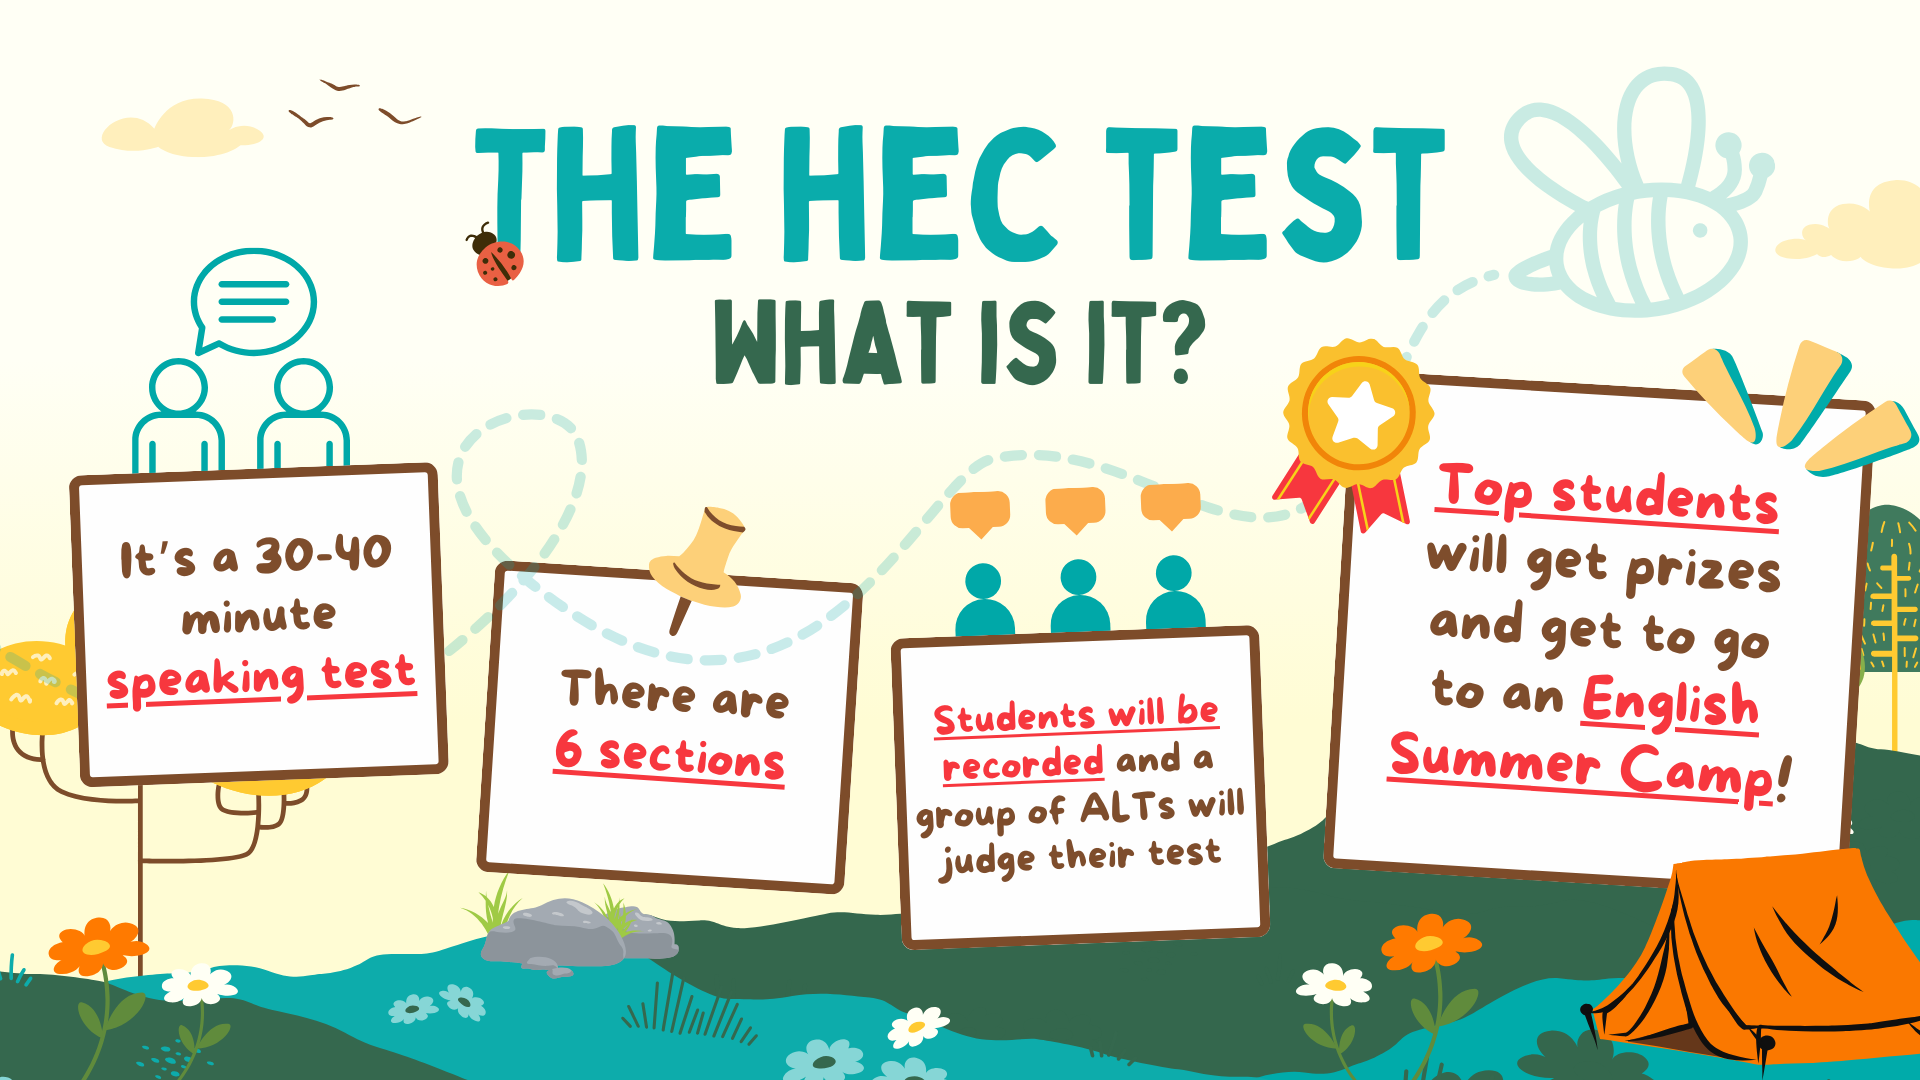 THE HEC TEST
WHAT IS IT?
It's a 30-40
minute
speaking test
There are
6 sections
Students will be
recorded and a
group of ALTs will
judge their test
Top students
will get prizes
and get to go
to an English
Summer Camp!